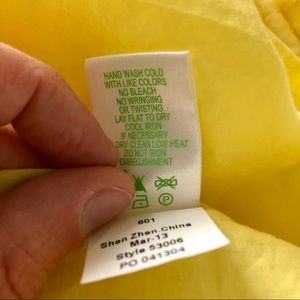 HAND WASH COLD
WITH LIKE COLORS
NO BLEACH
NO WRINGING
OR TWISTING
LAY FLAT TO DRY
COOL IRON
IF NECESSARY
DRY CLEAN LOW HEAT
DO NOT IRON
EMBELLISHMENT
P
601
Shen Zhen,China
Mar-13
Style 53006
PO 041304